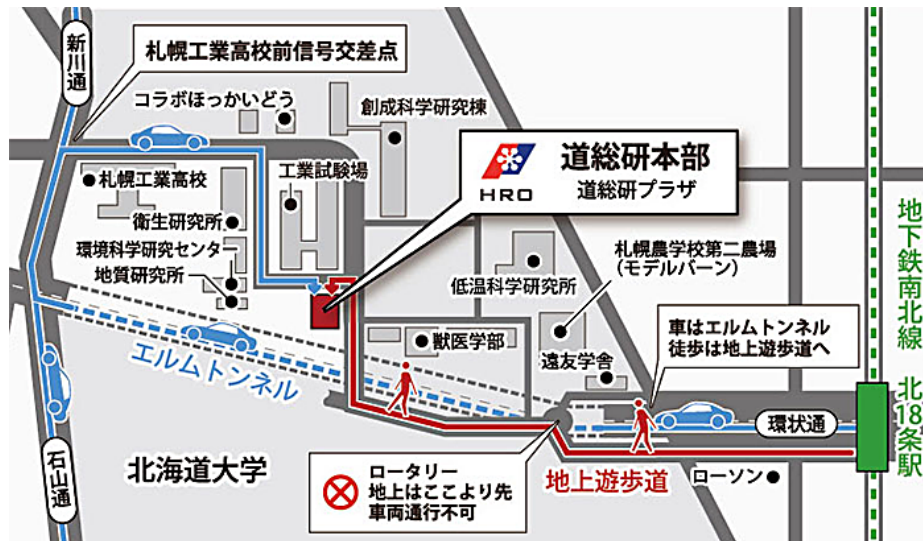 新川通
札幌工業高校前信号交差点
コラボほっかいどう
創成科学研究棟
札幌工業高校
工業試験場
衛生研究所
環境科学研究センター
地質研究所
HRO
道総研本部
道総研プラザ
低温科学研究所
札幌農学校第二農場
(モデルバーン)
獣医学部
遠友学舎
車はエルムトンネル
徒歩は地上遊歩道へ
地下鉄南北線 北18条駅
エルムトンネル
環状通
石山通
北海道大学
ロータリー
地上はここより先
車両通行不可
地上遊歩道
ローソン